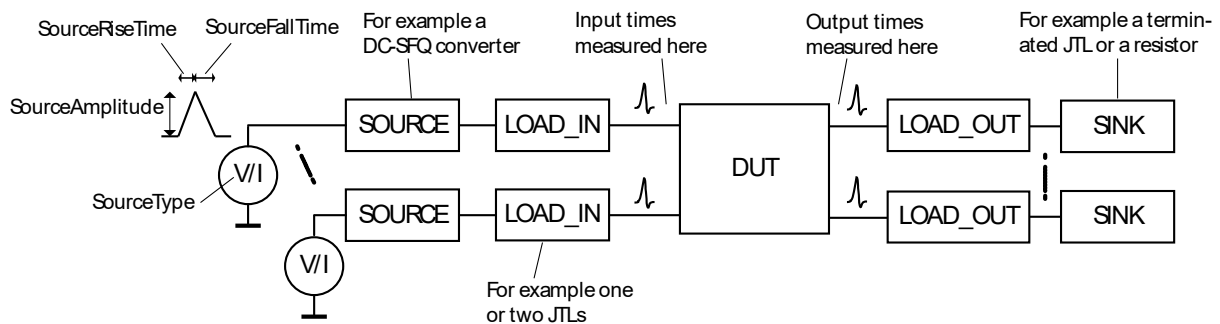 SourceRiseTime
SourceFallTime
SourceAmplitude
V/I
SourceType
V/I
For example a
DC-SFQ converter
SOURCE
LOAD_IN
SOURCE
LOAD_IN
For example one
or two JTLs
Input times
measured here
DUT
Output times
measured here
LOAD_OUT
SINK
LOAD_OUT
SINK
For example a termin-
ated JTL or a resistor